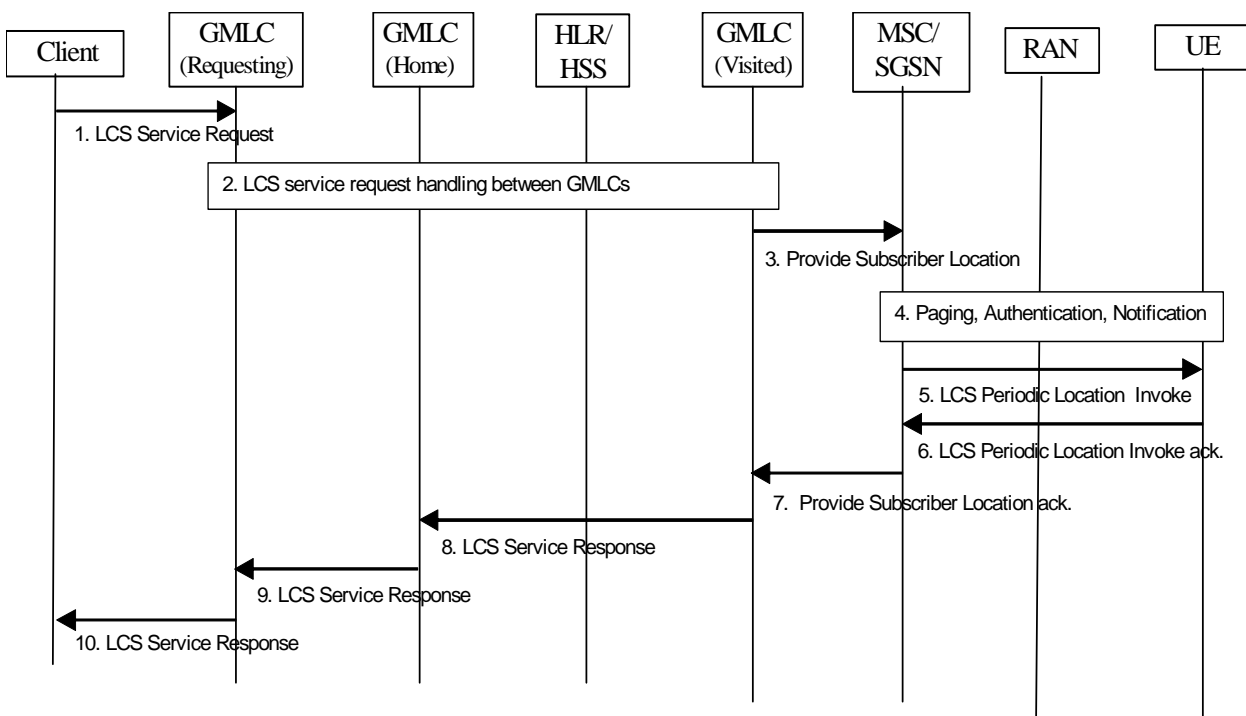 Client
GMLC
(Requesting)
GMLC
(Home)
HLR/
HSS
GMLC
(Visited)
MSC/
SGSN
RAN
UE
1. LCS Service Request
2. LCS service request handling between GMLCs
3. Provide Subscriber Location
4. Paging, Authentication, Notification
5. LCS Periodic Location Invoke
6. LCS Periodic Location Invoke ack.
7. Provide Subscriber Location ack.
8. LCS Service Response
9. LCS Service Response
10. LCS Service Response